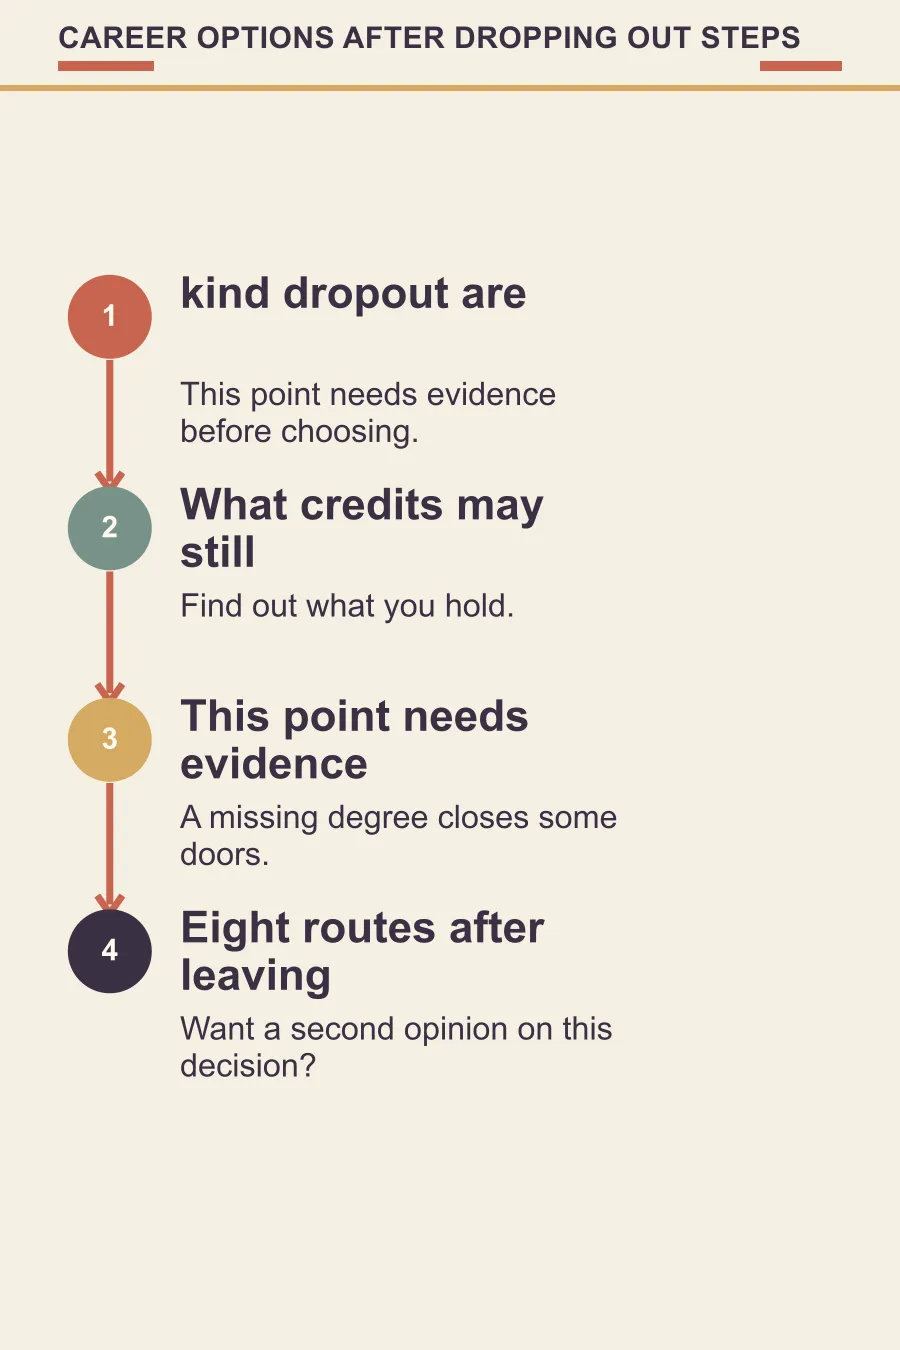 CAREER OPTIONS AFTER DROPPING OUT STEPS
1
kind dropout are
This point needs evidence
before choosing.
2
What credits may
still
Find out what you hold.
3
This point needs
evidence
A missing degree closes some
doors.
4
Eight routes after
leaving
Want a second opinion on this
decision?